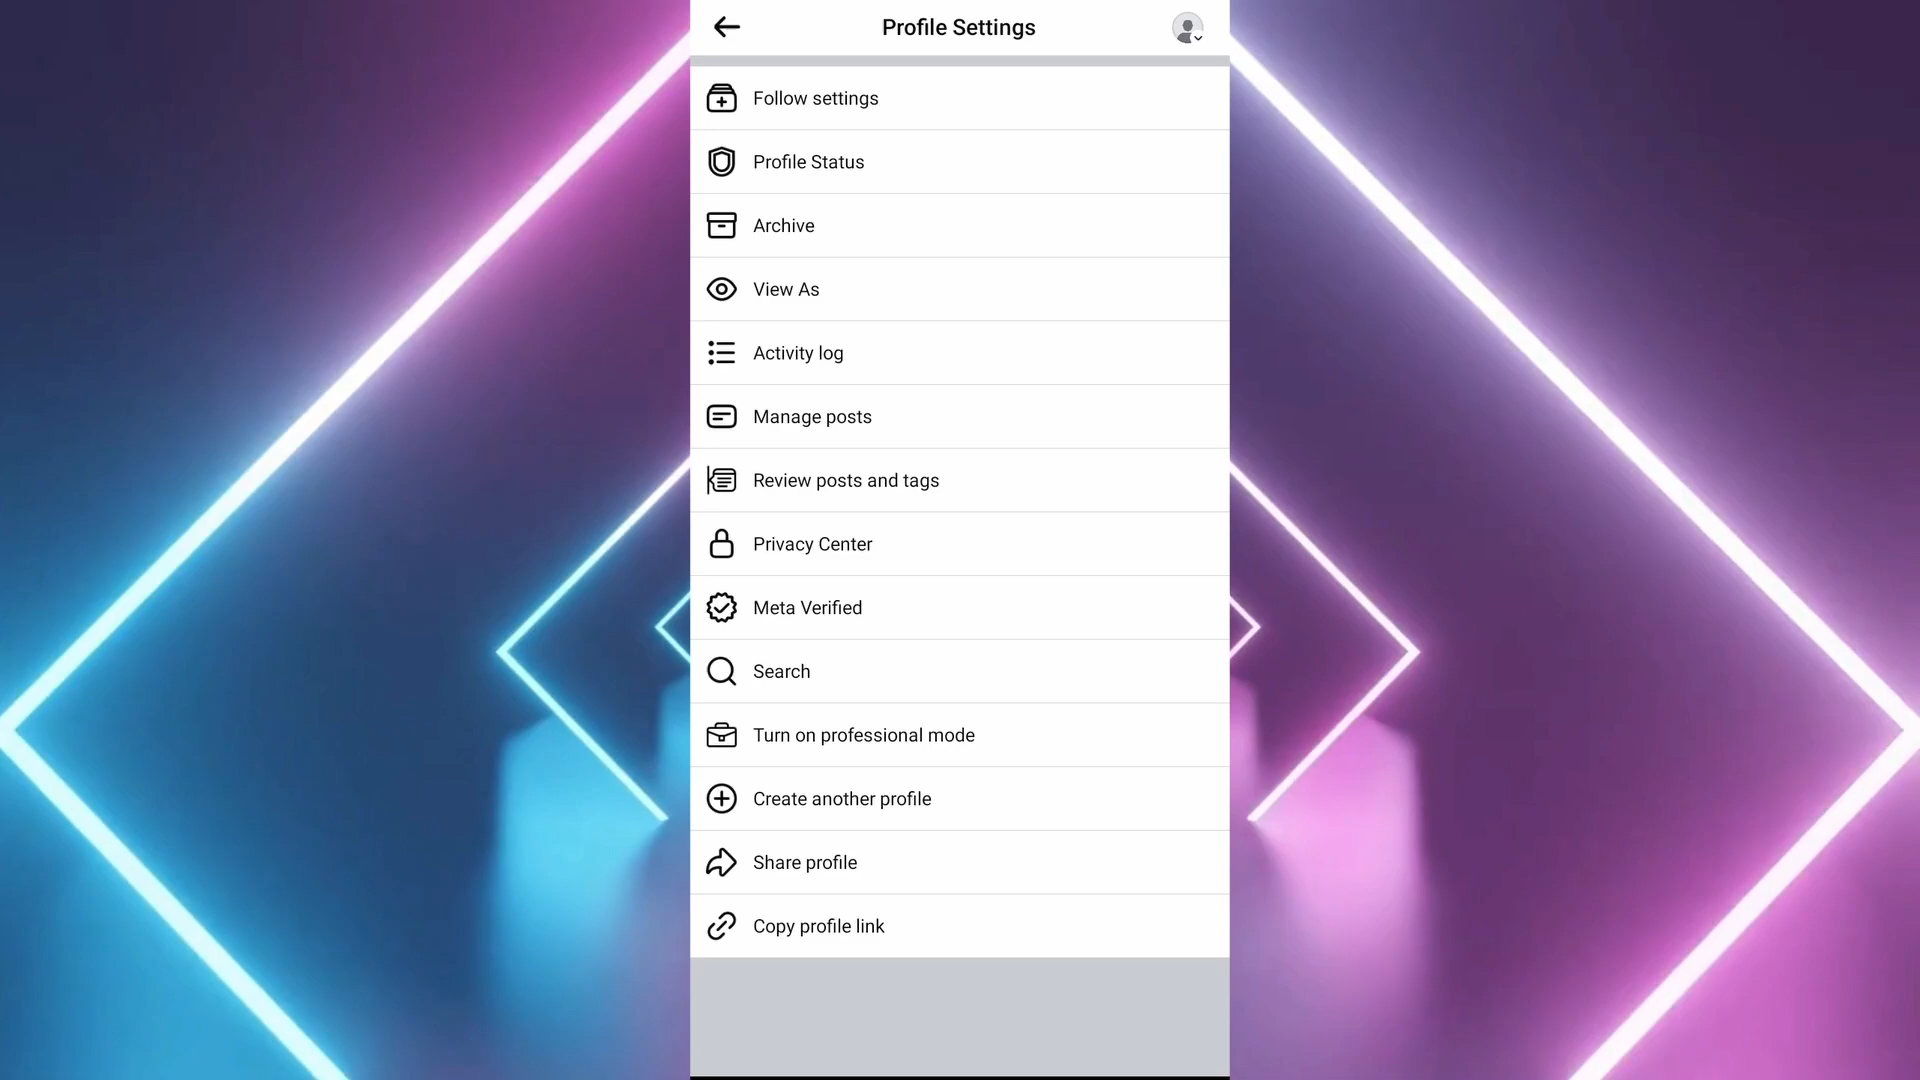 Profile Settings
Follow settings
Profile Status
Archive
View As
Activity log
Manage posts
Review posts and tags
Privacy Center
Meta Verified
Search
Turn on professional mode
Create another profile
Share profile
Copy profile link